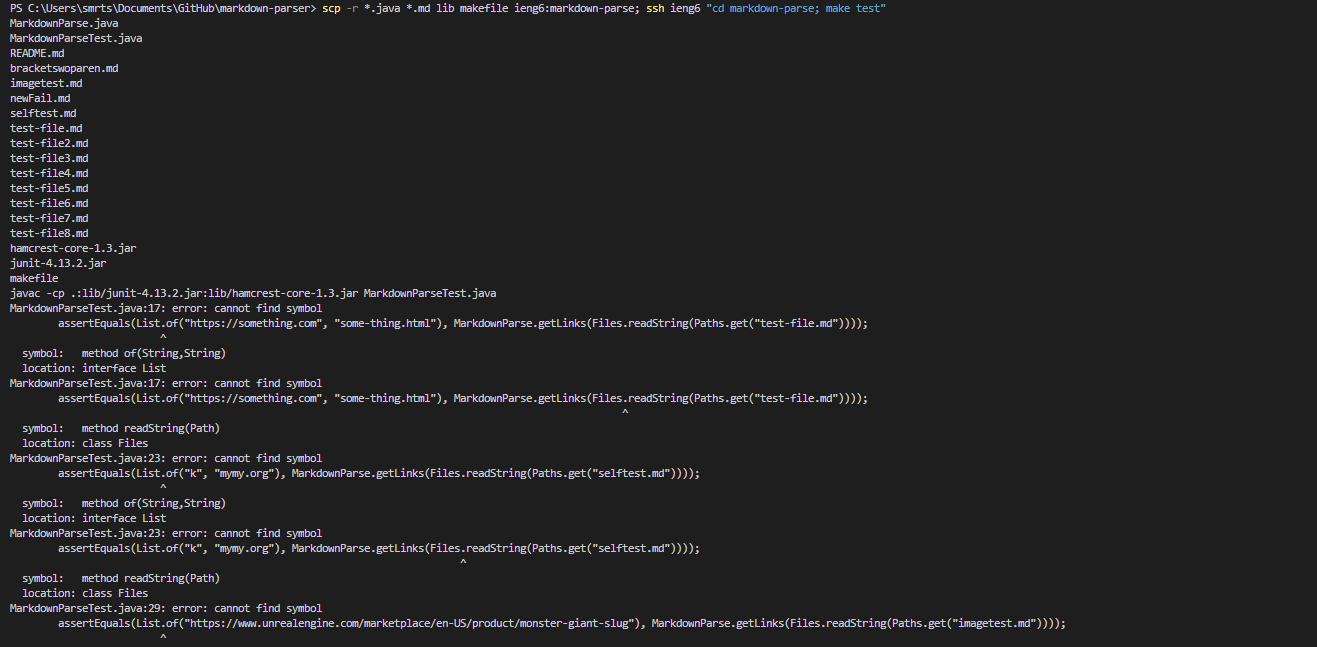 PS C:\Users\smrts\Documents\GitHub\markdown-parser> scp -r *.java *.md lib makefile ieng6:markdown-parse; ssh ieng6 "cd markdown-parse; make test"
MarkdownParse.java
MarkdownParseTest.java
README.md
bracketswoparen.md
imagetest.md
newFail.md
selftest.md
test-file.md
test-file2.md
test-file3.md
test-file4.md
test-file5.md
test-file6.md
test-file7.md
test-file8.md
hamcrest-core-1.3.jar
junit-4.13.2.jar
makefile
javac -cp .:lib/junit-4.13.2.jar:lib/hamcrest-core-1.3.jar MarkdownParseTest.java
MarkdownParseTest.java:17: error: cannot find symbol
        assertEquals(List.of("https://something.com", "some-thing.html"), MarkdownParse.getLinks(Files.readString(Paths.get("test-file.md"))));
                         ^
  symbol:   method of(String,String)
  location: interface List
MarkdownParseTest.java:17: error: cannot find symbol
        assertEquals(List.of("https://something.com", "some-thing.html"), MarkdownParse.getLinks(Files.readString(Paths.get("test-file.md"))));
                                                                                                      ^
  symbol:   method readString(Path)
  location: class Files
MarkdownParseTest.java:23: error: cannot find symbol
        assertEquals(List.of("k", "mymy.org"), MarkdownParse.getLinks(Files.readString(Paths.get("selftest.md"))));
                         ^
  symbol:   method of(String,String)
  location: interface List
MarkdownParseTest.java:23: error: cannot find symbol
        assertEquals(List.of("k", "mymy.org"), MarkdownParse.getLinks(Files.readString(Paths.get("selftest.md"))));
                                                                           ^
  symbol:   method readString(Path)
  location: class Files
MarkdownParseTest.java:29: error: cannot find symbol
        assertEquals(List.of("https://www.unrealengine.com/marketplace/en-US/product/monster-giant-slug"), MarkdownParse.getLinks(Files.readString(Paths.get("imagetest.md"))));
                         ^